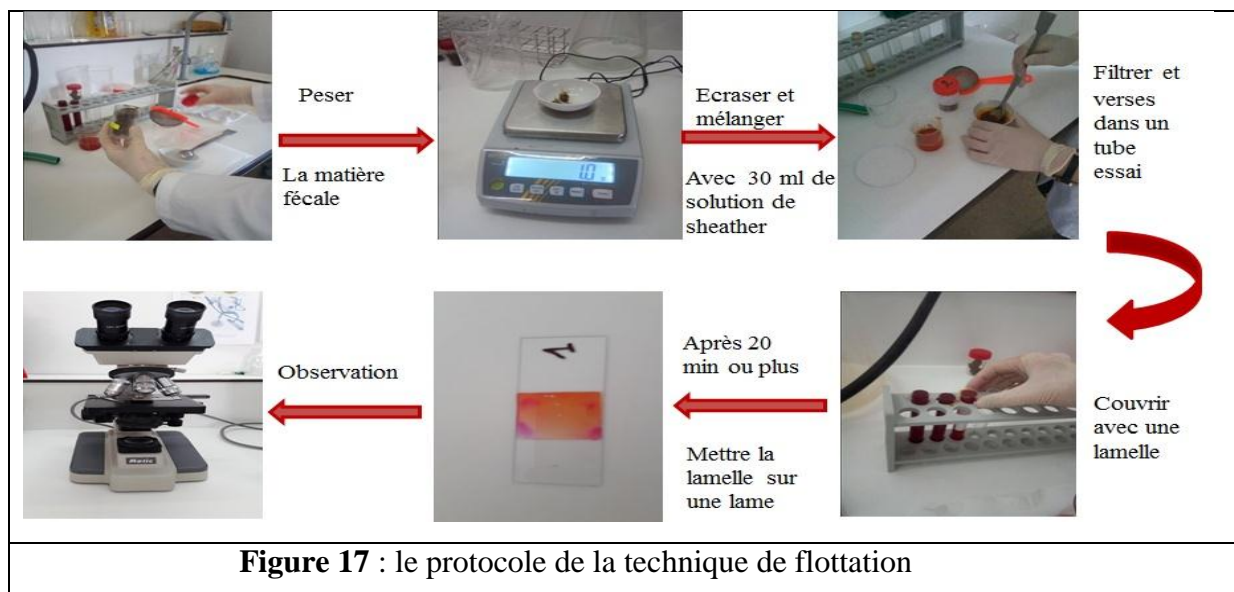 Peser
La matière
fécale
1.0
Ecraser et
mélanger
Avec 30 ml de
solution de
sheather
Filtrer et
verses
dans un
tube
essai
Couvrir
avec une
lamelle
Après 20
min ou plus
Mettre la
lamelle sur
une lame
Observation
Figure 17 : le protocole de la technique de flottation